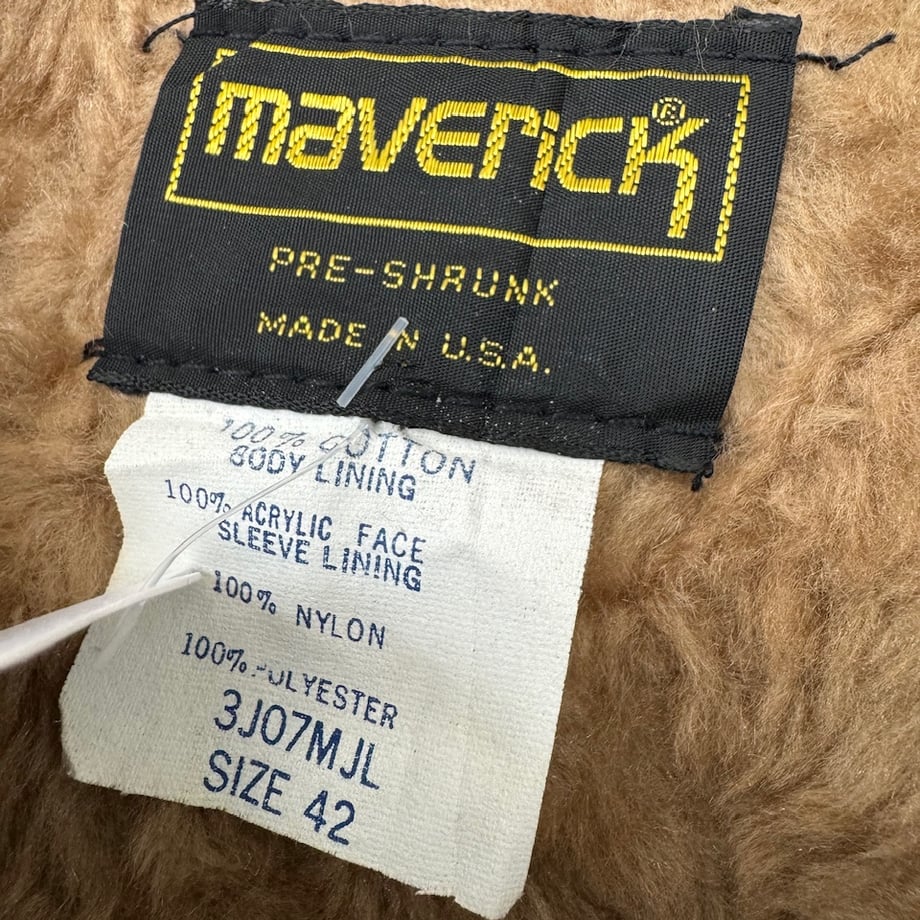 maverick®
PRE-SHRUNK
MADE IN U.S.A.
100% COTTON
BODY LINING
100% ACRYLIC FACE
SLEEVE LINING
100% NYLON
100% POLYESTER
3J07MJL
SIZE 42